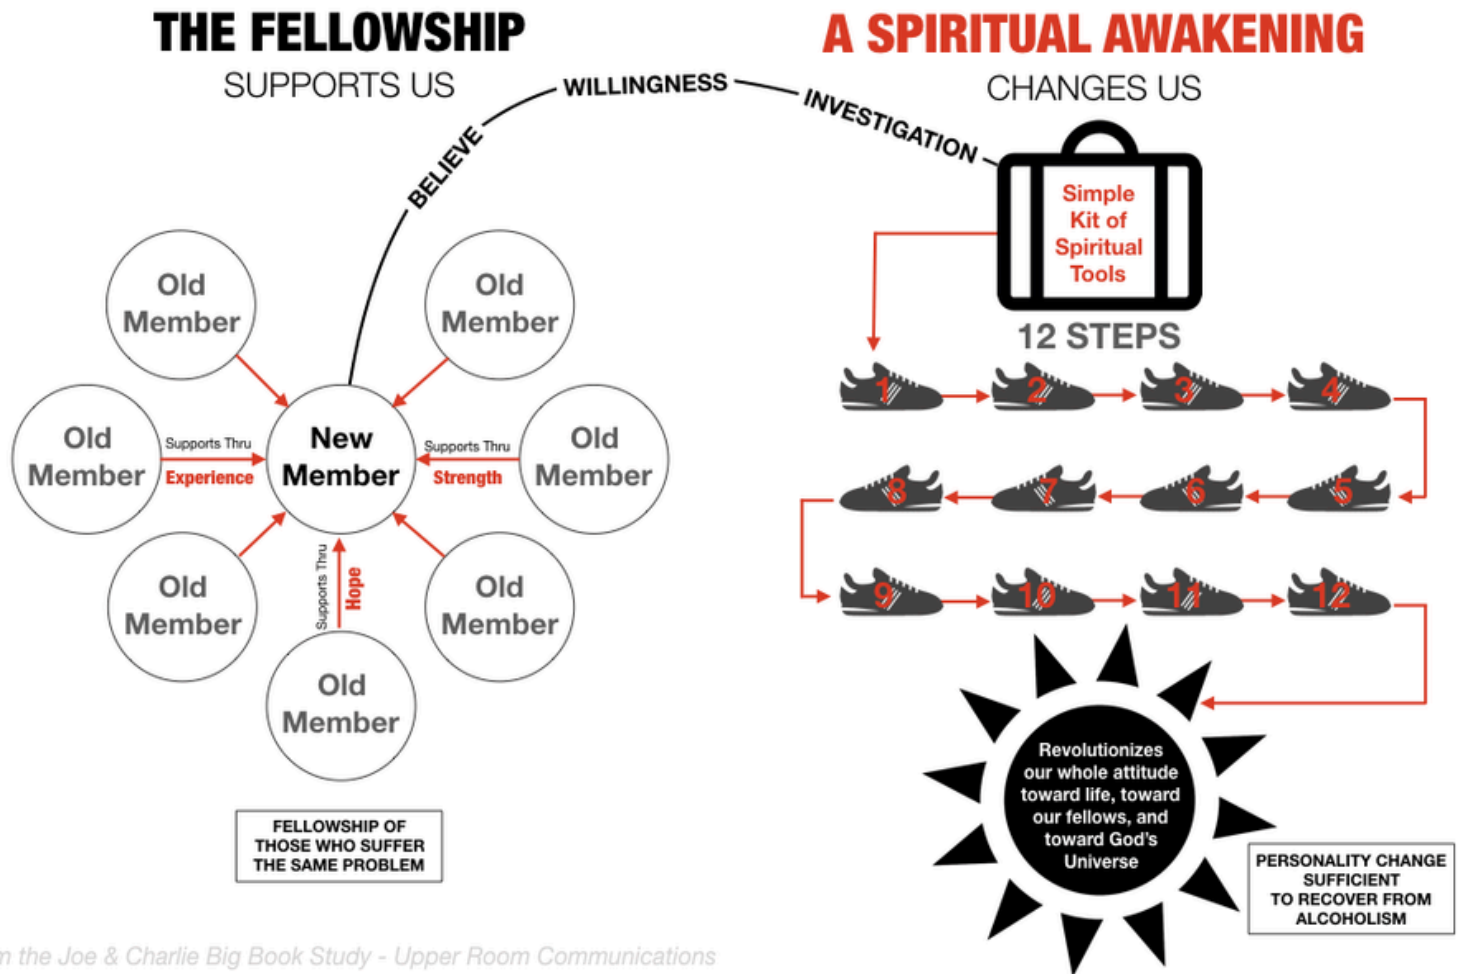 THE FELLOWSHIP
SUPPORTS US
BELIEVE
WILLINGNESS
INVESTIGATION
A SPIRITUAL AWAKENING
CHANGES US
Simple
Kit of
Spiritual
Tools
12 STEPS
Old
Member
Old
Member
Old
Member
Supports Thru
Experience
New
Member
Supports Thru
Strength
Old
Member
Old
Member
Supports Thru
Hope
Old
Member
Old
Member
FELLOWSHIP OF
THOSE WHO SUFFER
THE SAME PROBLEM
1 2 3 4
8 7 6 5
9 10 11 12
Revolutionizes
our whole attitude
toward life, toward
our fellows, and
toward God's
Universe
PERSONALITY CHANGE
SUFFICIENT
TO RECOVER FROM
ALCOHOLISM
the Joe & Charlie Big Book Study - Upper Room Communications